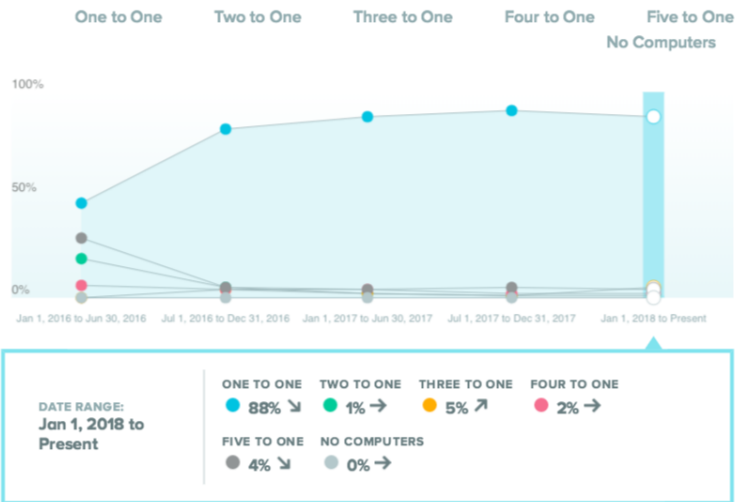 One to One Two to One Three to One Four to One Five to One
No Computers
100%
50%
0%
Jan 1, 2016 to Jun 30, 2016 Jul 1, 2016 to Dec 31, 2016 Jan 1, 2017 to Jun 30, 2017 Jul 1, 2017 to Dec 31, 2017 Jan 1, 2018 to Present
DATE RANGE:
Jan 1, 2018 to
Present
ONE TO ONE TWO TO ONE THREE TO ONE FOUR TO ONE
88% ↘ 1% → 5% ↗ 2% →
FIVE TO ONE NO COMPUTERS
4% ↘ 0% →